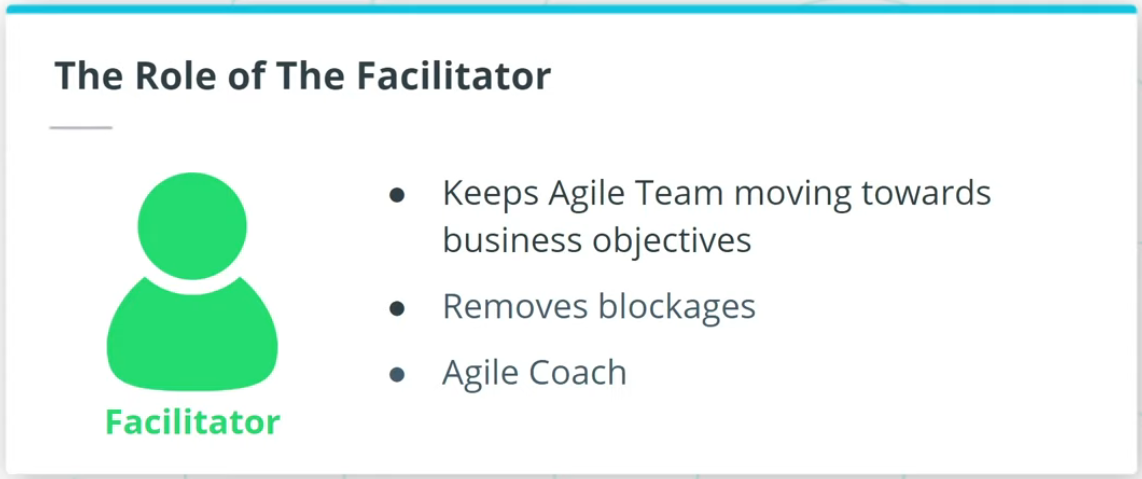 The Role of The Facilitator
● Keeps Agile Team moving towards
business objectives
● Removes blockages
● Agile Coach
Facilitator